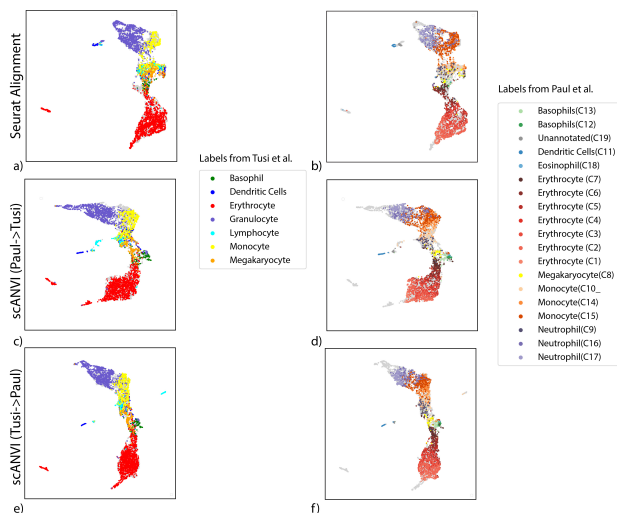 Seurat Alignment
a)
b)
Labels from Tusi et al.
Basophil
Dendritic Cells
Erythrocyte
Granulocyte
Lymphocyte
Monocyte
Megakaryocyte
Labels from Paul et al.
Basophils(C13)
Basophils(C12)
Unannotated(C19)
Dendritic Cells(C11)
Eosinophil(C18)
Erythrocyte (C7)
Erythrocyte (C6)
Erythrocyte (C5)
Erythrocyte (C4)
Erythrocyte (C3)
Erythrocyte (C2)
Erythrocyte (C1)
Megakaryocyte(C8)
Monocyte(C10_
Monocyte(C14)
Monocyte(C15)
Neutrophil(C9)
Neutrophil(C16)
Neutrophil(C17)
scANVI (Paul->Tusi)
c)
d)
scANVI (Tusi->Paul)
e)
f)